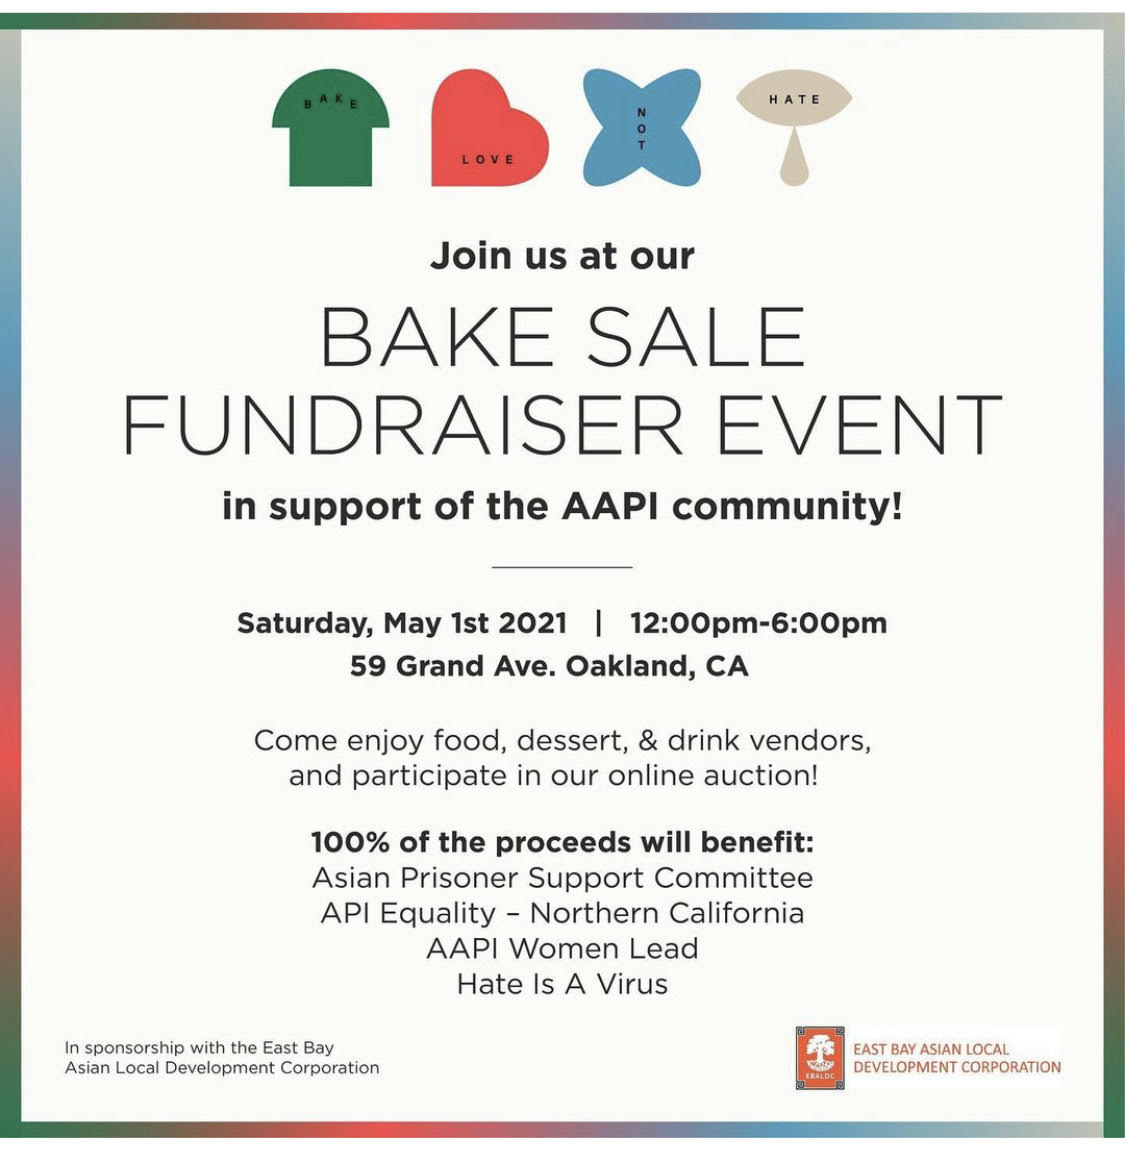 BAKE
LOVE
NOT
HATE
Join us at our
BAKE SALE
FUNDRAISER EVENT
in support of the AAPI community!
Saturday, May 1st 2021 | 12:00pm-6:00pm
59 Grand Ave. Oakland, CA
Come enjoy food, dessert, & drink vendors,
and participate in our online auction!
100% of the proceeds will benefit:
Asian Prisoner Support Committee
API Equality – Northern California
AAPI Women Lead
Hate Is A Virus
In sponsorship with the East Bay
Asian Local Development Corporation
EBALDC
EAST BAY ASIAN LOCAL
DEVELOPMENT CORPORATION